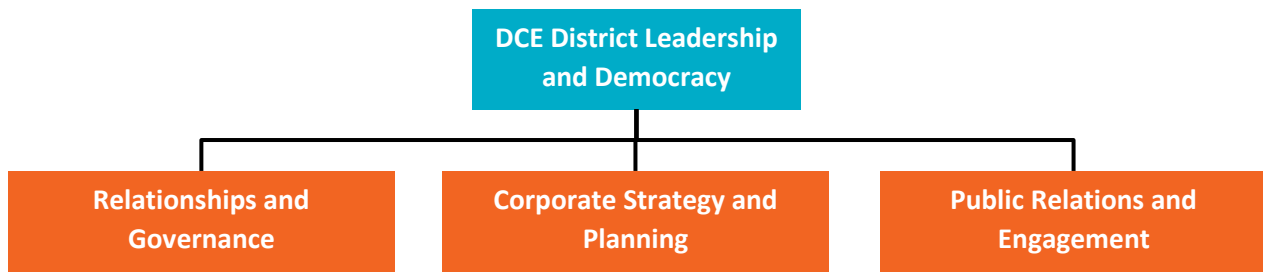 DCE District Leadership
and Democracy
Relationships and
Governance
Corporate Strategy and
Planning
Public Relations and
Engagement